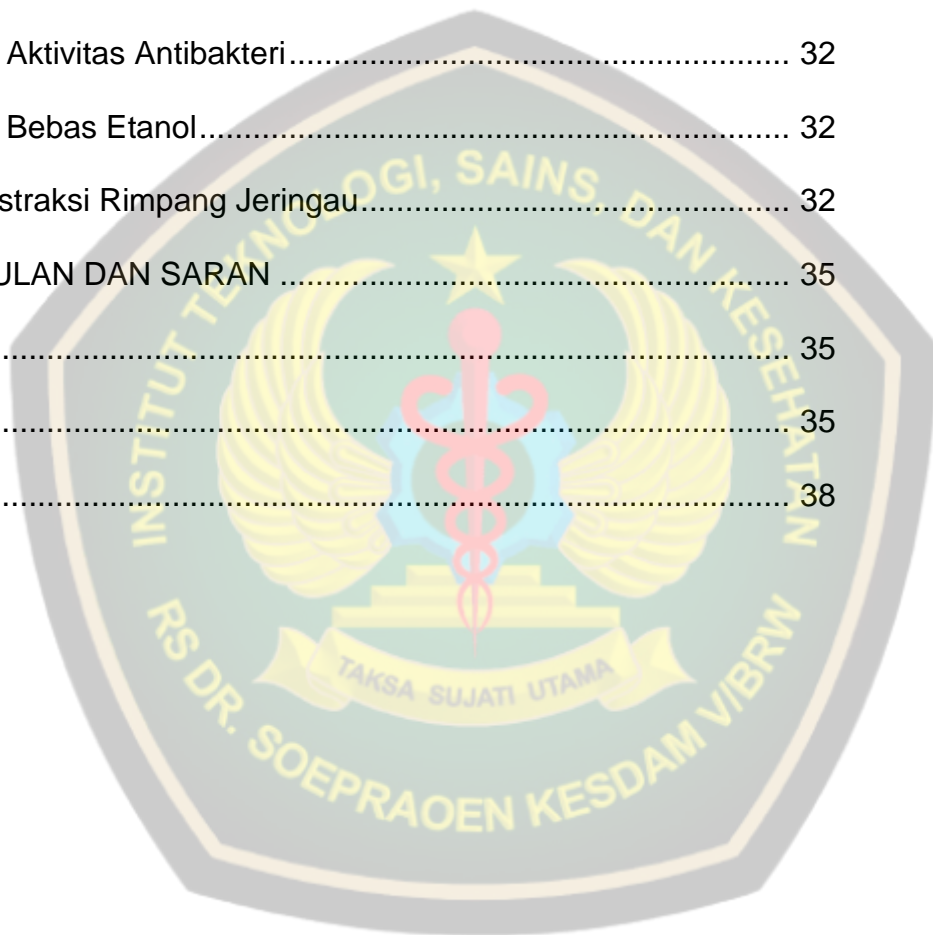 Aktivitas Antibakteri............................................................ 32
Bebas Etanol....................................................................... 32
straksi Rimpang Jeringau.................................................... 32
ULAN DAN SARAN ............................................................. 35
.............................................................................................. 35
.............................................................................................. 35
.............................................................................................. 38
INSTITUT TEKNOLOGI, SAINS, DAN KESEHATAN
TAKSA SUJATI UTAMA
RS DR. SOEPRAOEN KESDAM V/BRW